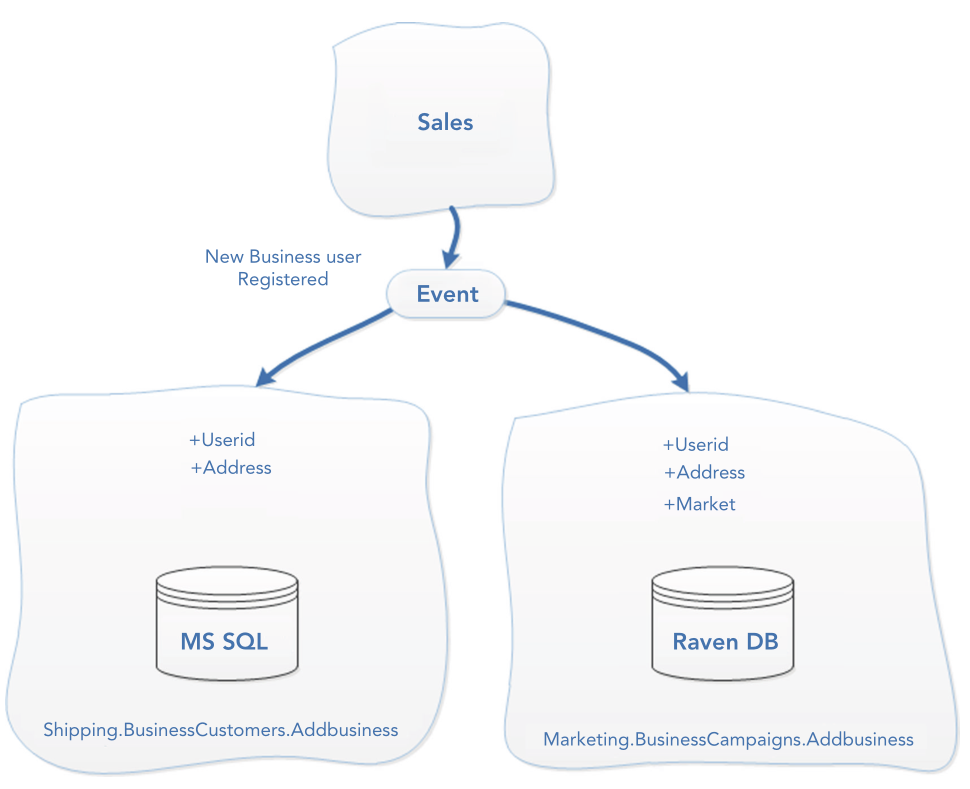 Sales
New Business user
Registered
Event
+Userid
+Address
MS SQL
Shipping.BusinessCustomers.Addbusiness
+Userid
+Address
+Market
Raven DB
Marketing.BusinessCampaigns.Addbusiness